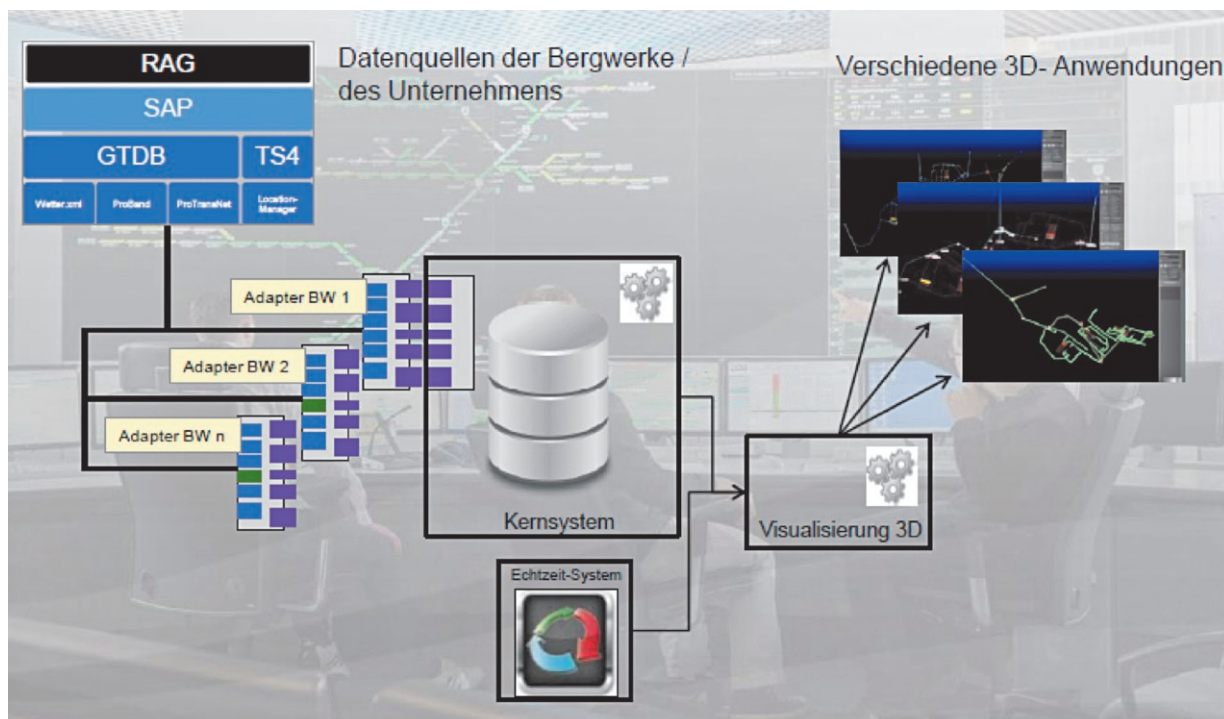 RAG
SAP
GTDB
TS4
Wetter.xml
ProBand
ProTransNet
Location-
Manager
Datenquellen der Bergwerke /
des Unternehmens
Verschiedene 3D- Anwendungen
Adapter BW 1
Adapter BW 2
Adapter BW n
Kernsystem
Echtzeit-System
Visualisierung 3D